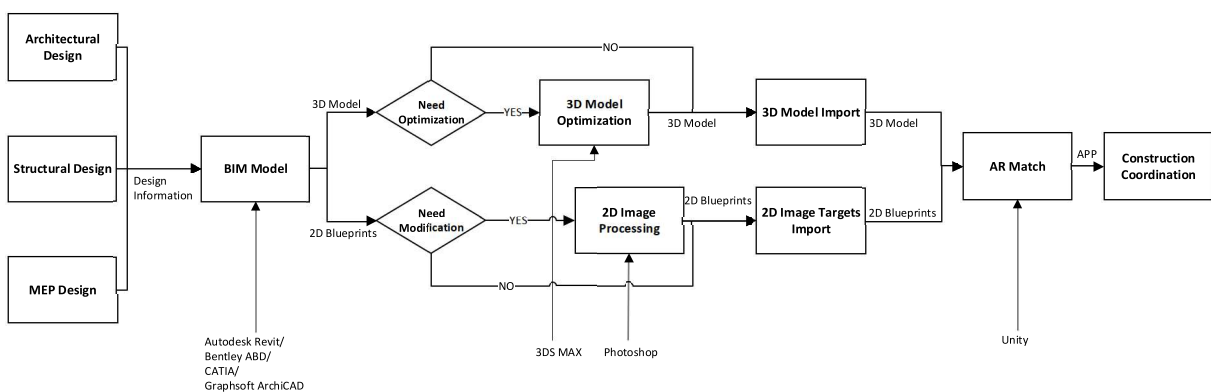 Architectural
Design
Structural Design
MEP Design
Design
Information
BIM Model
Autodesk Revit/
Bentley ABD/
CATIA/
Graphsoft ArchiCAD
3D Model
2D Blueprints
Need
Optimization
NO
YES
3D Model
Optimization
3D Model
Need
Modification
YES
NO
2D Image
Processing
2D Blueprints
3DS MAX
Photoshop
3D Model Import
3D Model
2D Image Targets
Import
2D Blueprints
AR Match
Unity
APP
Construction
Coordination